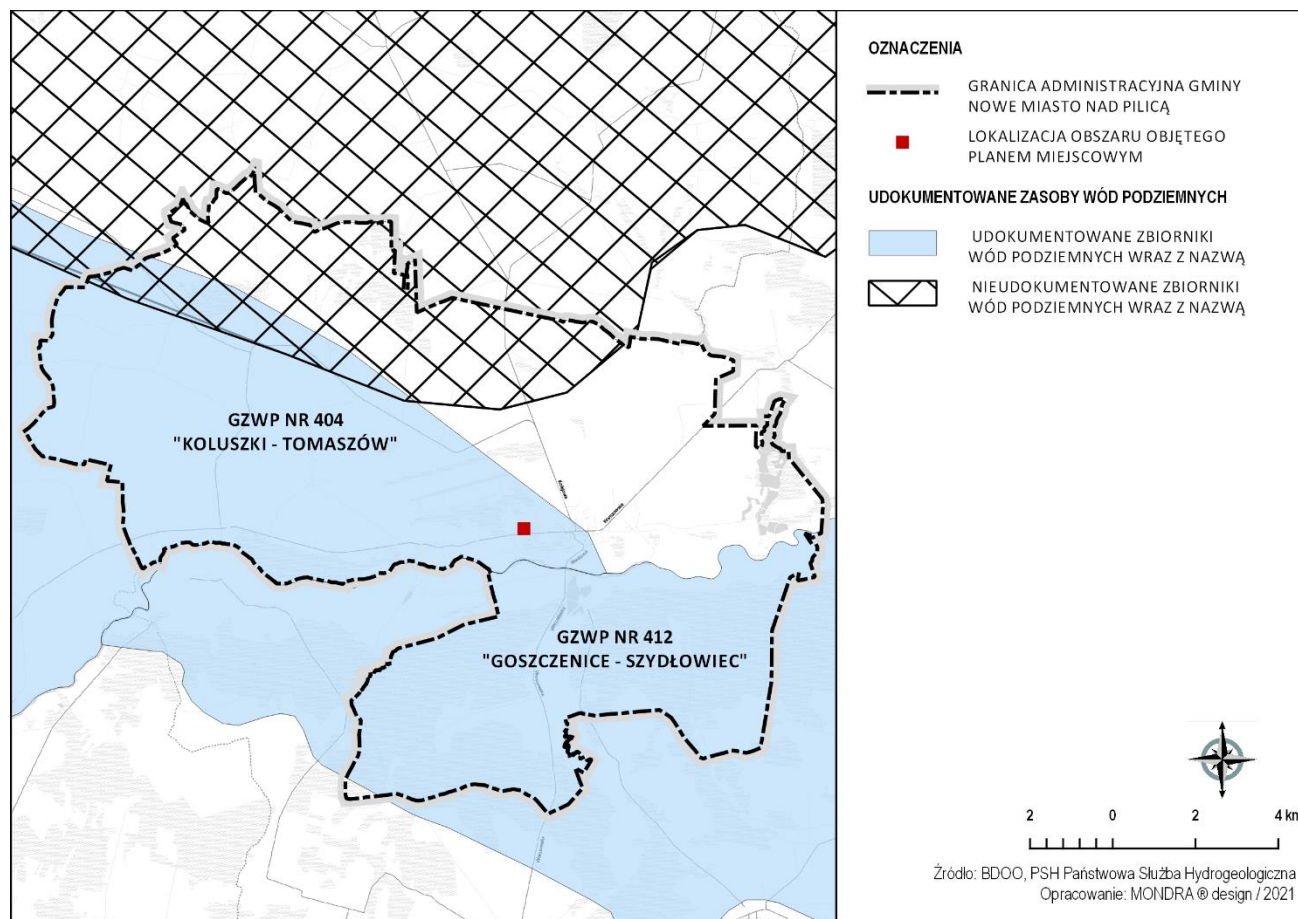 OZNACZENIA
GRANICA ADMINISTRACYJNA GMINY
NOWE MIASTO NAD PILICĄ
LOKALIZACJA OBSZARU OBJĘTEGO
PLANEM MIEJSCOWYM
UDOKUMENTOWANE ZASOBY WÓD PODZIEMNYCH
UDOKUMENTOWANE ZBIORNIKI
WÓD PODZIEMNYCH WRAZ Z NAZWĄ
NIEUDOKUMENTOWANE ZBIORNIKI
WÓD PODZIEMNYCH WRAZ Z NAZWĄ
GZWP NR 404
"KOLUSZKI - TOMASZÓW"
GZWP NR 412
"GOSZCZENICE - SZYDŁOWIEC"
2 0 2 4 km
Źródło: BDOO, PSH Państwowa Służba Hydrogeologiczna
Opracowanie: MONDRA ® design / 2021